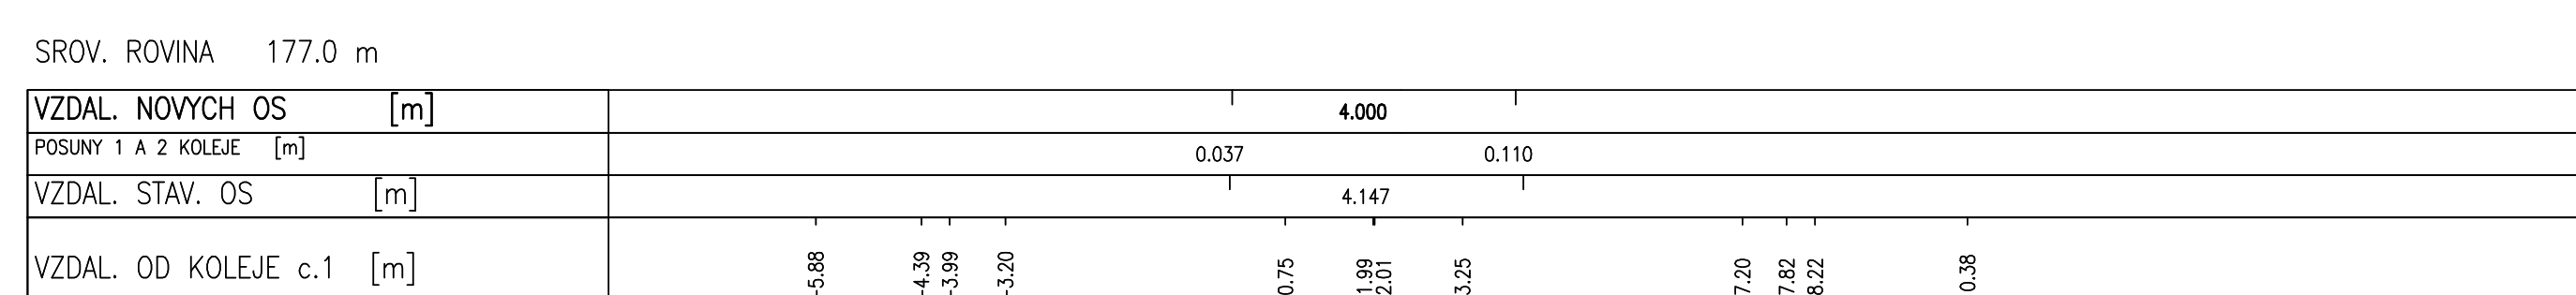 SROV. ROVINA 177.0 m
VZDAL. NOVYCH OS [m] 4.000
POSUNY 1 A 2 KOLEJE [m] 0.037 0.110
VZDAL. STAV. OS [m] 4.147
VZDAL. OD KOLEJE c.1 [m] -5.88 -4.39 -3.99 -3.20 0.75 1.99 2.01 3.25 7.20 7.82 8.22 0.38